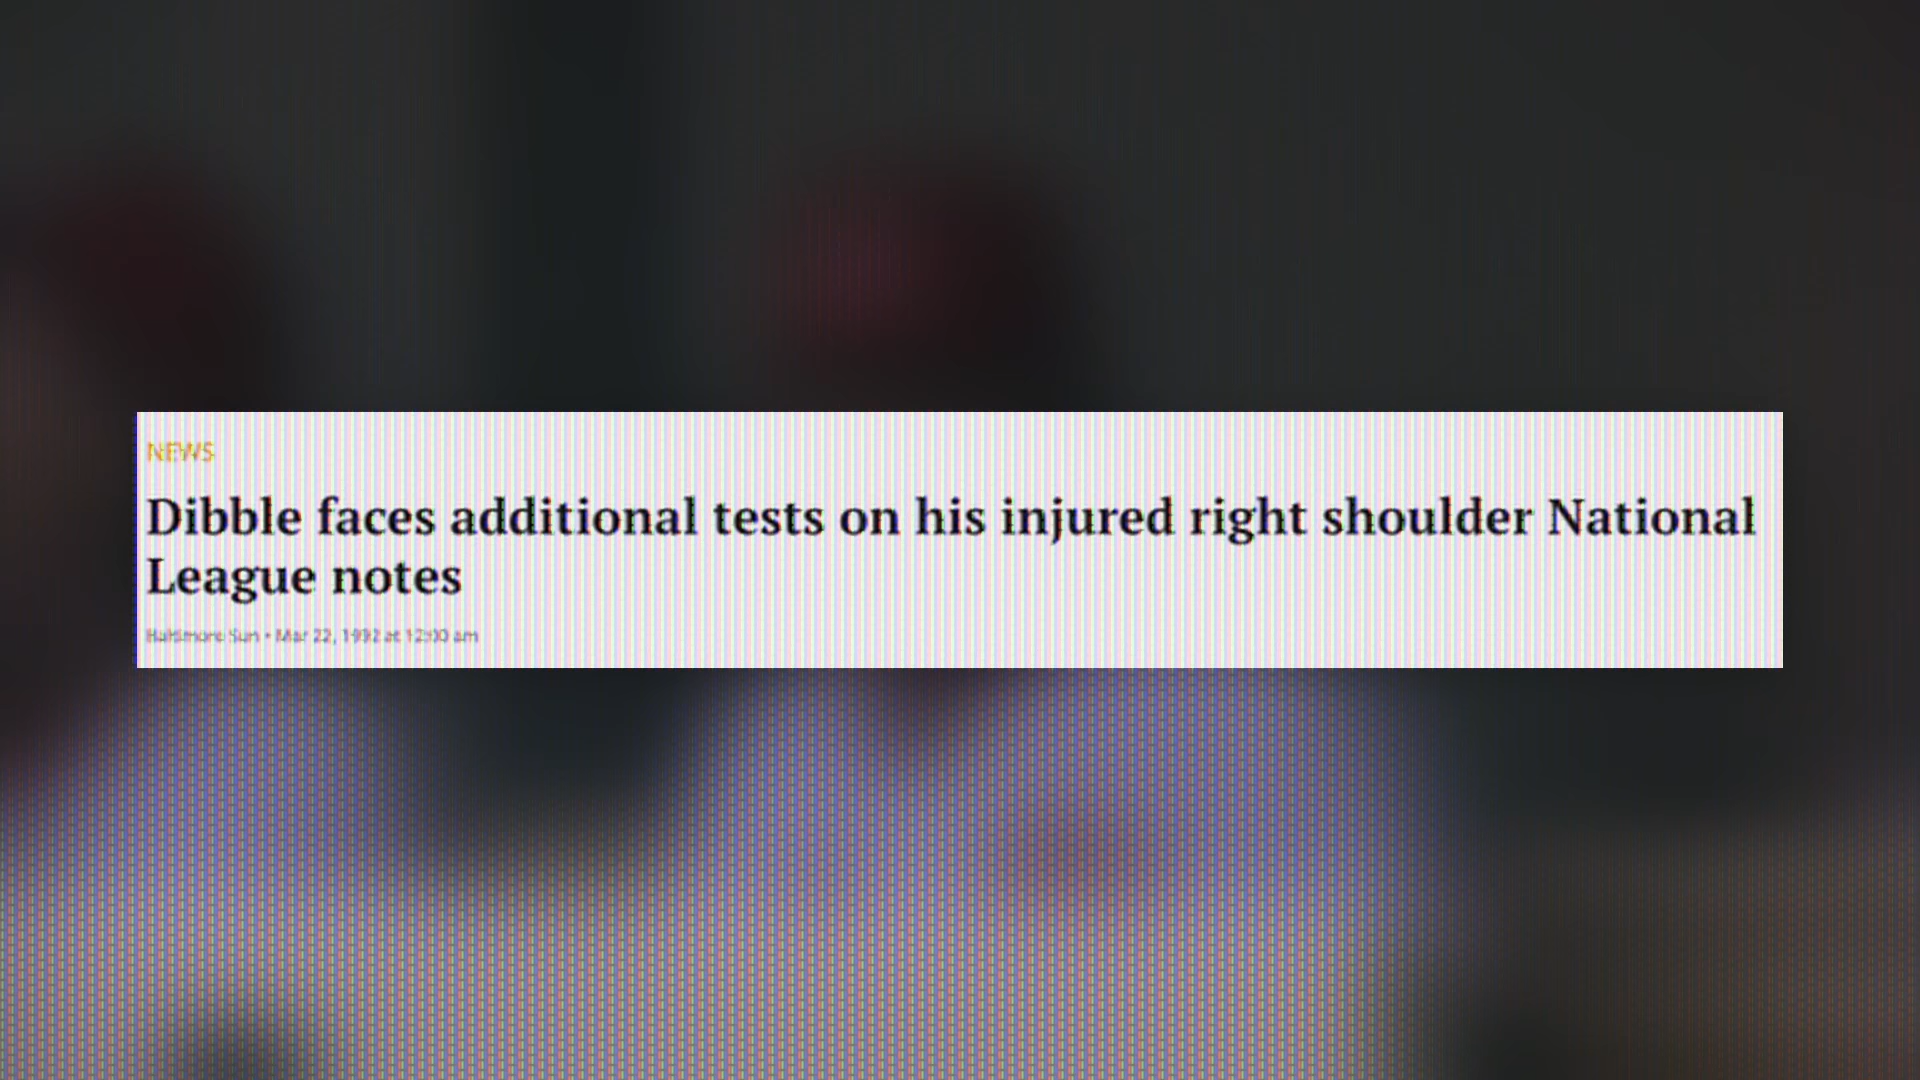 NEWS
Dibble faces additional tests on his injured right shoulder National
League notes
Baltimore Sun • Mar 22, 1992 at 12:00 am